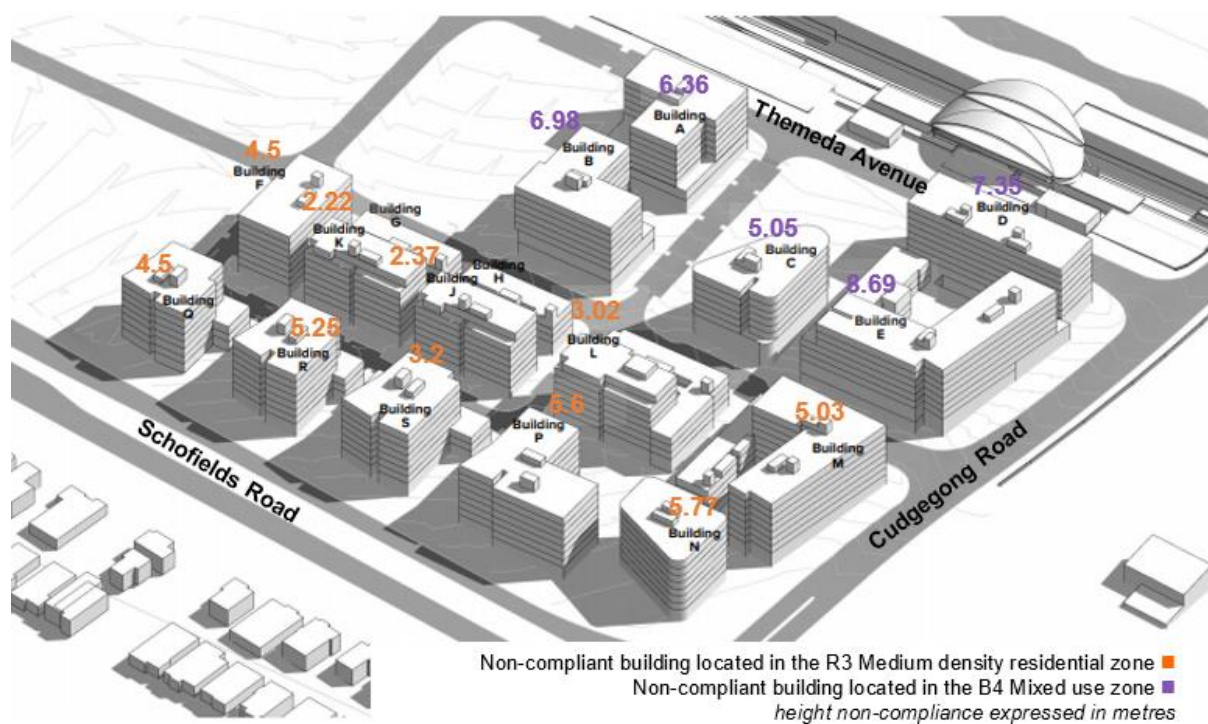 6.36
Building
A
6.98
Building
B
Themeda Avenue
4.5
Building
F
2.22
Building
G
Building
K
7.35
Building
D
5.05
Building
C
2.37
Building
H
Building
J
4.5
Building
Q
8.69
Building
E
3.02
Building
L
5.25
Building
R
3.2
Building
S
6.6
Building
P
5.03
Building
M
5.77
Building
N
Schofields Road
Cudgegong Road
Non-compliant building located in the R3 Medium density residential zone
Non-compliant building located in the B4 Mixed use zone
height non-compliance expressed in metres